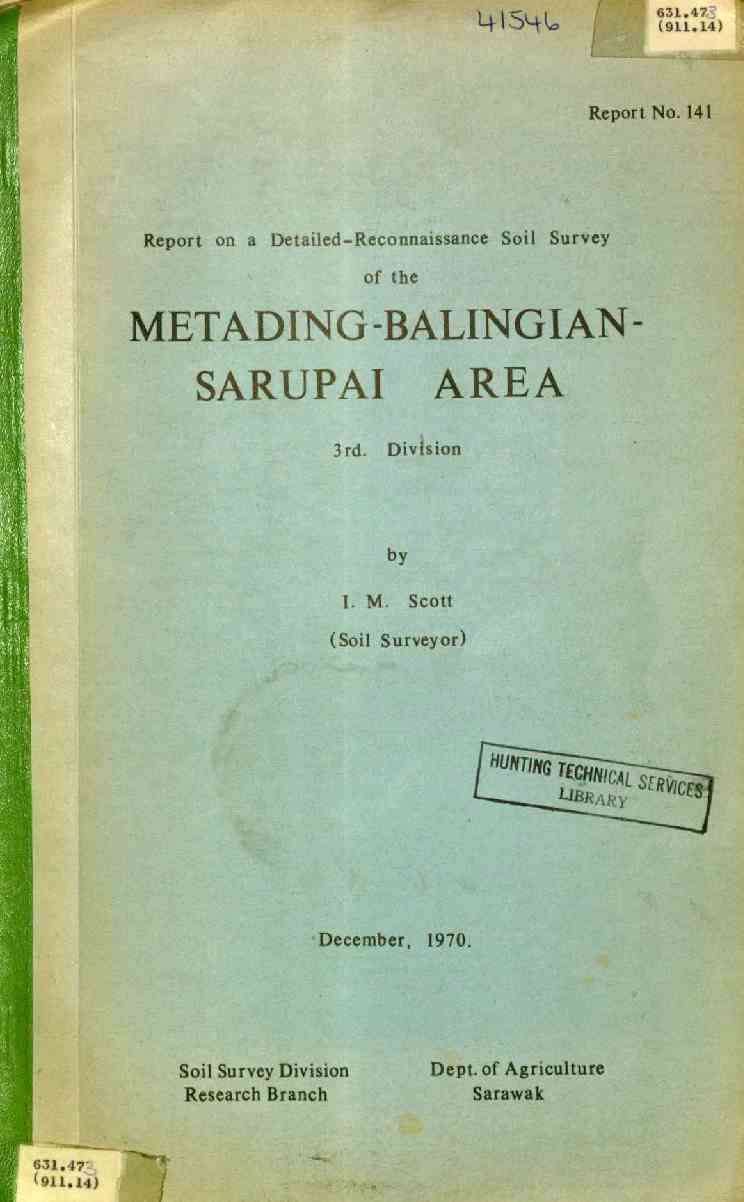 41546
631.473
(911.14)
Report No. 141
Report on a Detailed-Reconnaissance Soil Survey
of the
METADING-BALINGIAN-
SARUPAI AREA
3rd. Division
by
I. M. Scott
(Soil Surveyor)
HUNTING TECHNICAL SERVICES
LIBRARY
December, 1970.
Soil Survey Division
Research Branch
Dept. of Agriculture
Sarawak
631.473
(911.14)